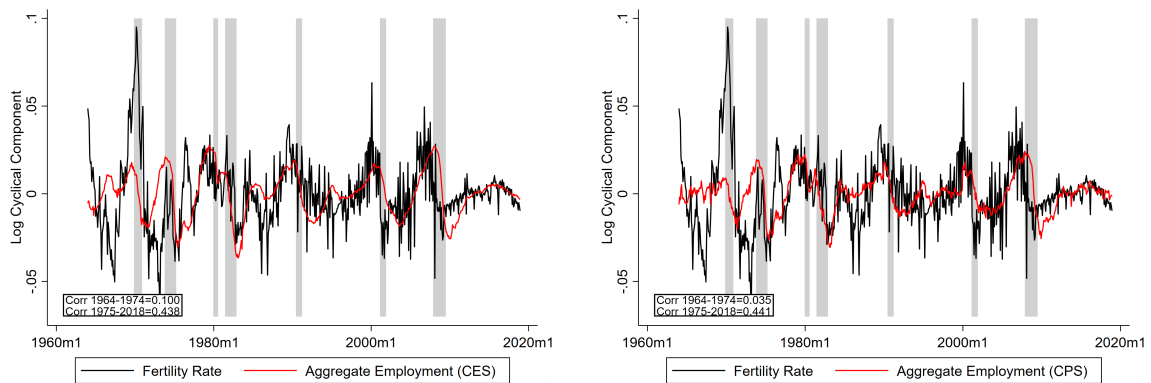 .1
.05
0
-.05
Log Cyclical Component
Corr 1964-1974=0.100
Corr 1975-2018=0.438
1960m1 1980m1 2000m1 2020m1
Fertility Rate Aggregate Employment (CES)
.1
.05
0
-.05
Log Cyclical Component
Corr 1964-1974=0.035
Corr 1975-2018=0.441
1960m1 1980m1 2000m1 2020m1
Fertility Rate Aggregate Employment (CPS)